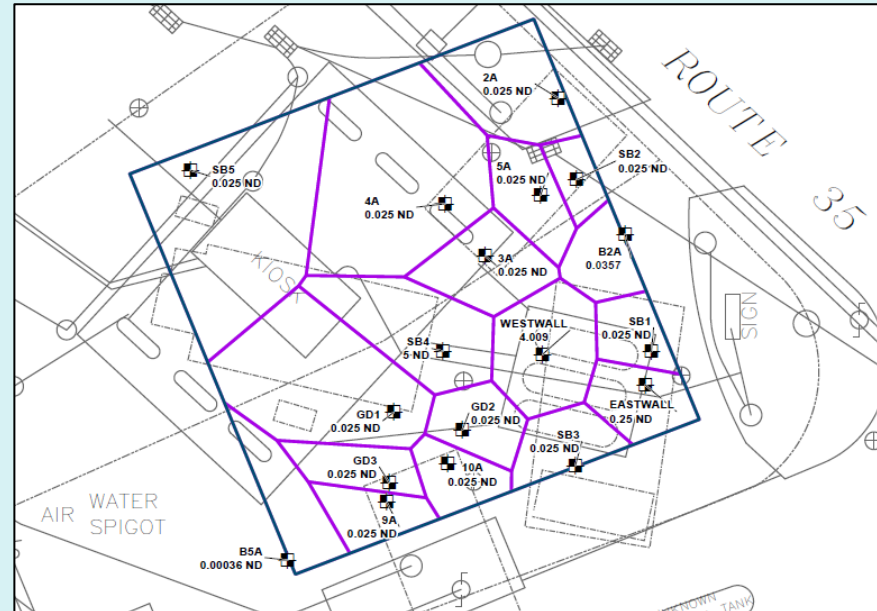 ROUTE 35
2A
0.025 ND
SB5
0.025 ND
5A
0.025 ND
SB2
0.025 ND
4A
0.025 ND
B2A
0.0357
3A
0.025 ND
KIOST
SIGN
WESTWALL
4.009
SB1
0.025 ND
SB4
5 ND
EASTWALL
0.25 ND
GD1
0.025 ND
GD2
0.025 ND
SB3
0.025 ND
GD3
0.025 ND
10A
0.025 ND
9A
0.025 ND
AIR WATER
SPIGOT
B5A
0.00036 ND
TANK